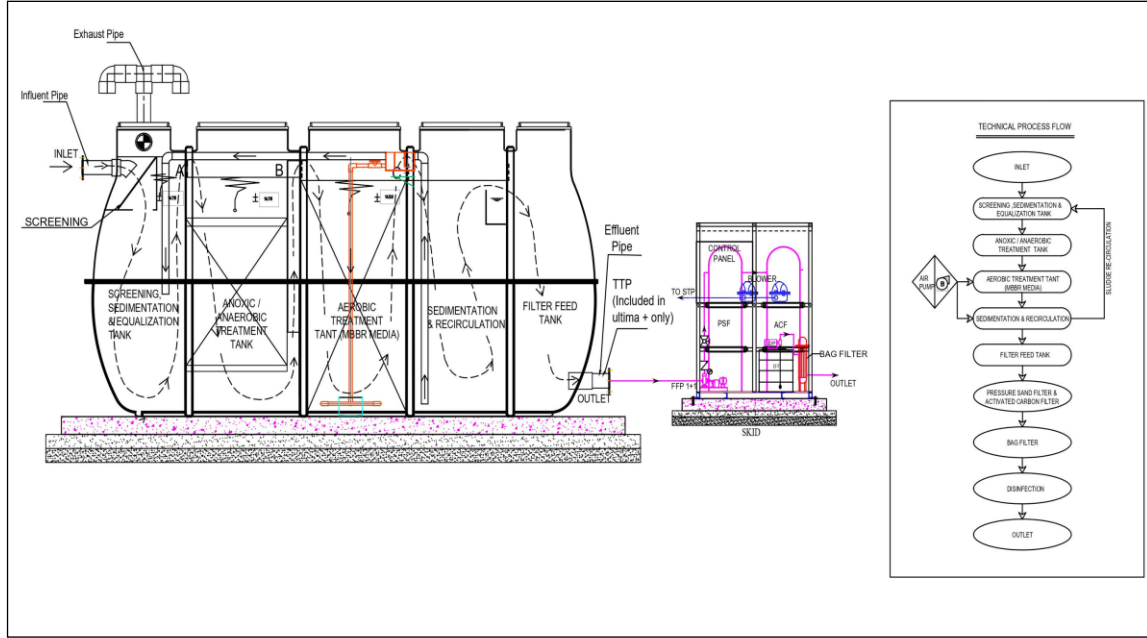 Exhaust Pipe
Influent Pipe
INLET
SCREENING
A
B
SCREENING,
SEDIMENTATION
& EQUALIZATION
TANK
ANOXIC /
ANAEROBIC
TREATMENT
TANK
AEROBIC
TREATMENT
TANT (MBBR MEDIA)
SEDIMENTATION
& RECIRCULATION
FILTER FEED
TANK
OUTLET
Effluent
Pipe
TTP
(Included in
ultima + only)
CONTROL
PANEL
BLOWER
TO STP
PSF
ACF
BAG FILTER
FFP 1+1
OUTLET
SKID
TECHNICAL PROCESS FLOW
INLET
SCREENING ,SEDIMENTATION &
EQUALIZATION TANK
ANOXIC / ANAEROBIC
TREATMENT TANK
AIR
PUMP
AEROBIC TREATMENT TANT
(MBBR MEDIA)
SEDIMENTATION & RECIRCULATION
SLUDGE RE-CIRCULATION
FILTER FEED TANK
PRESSURE SAND FILTER &
ACTIVATED CARBON FILTER
BAG FILTER
DISINFECTION
OUTLET